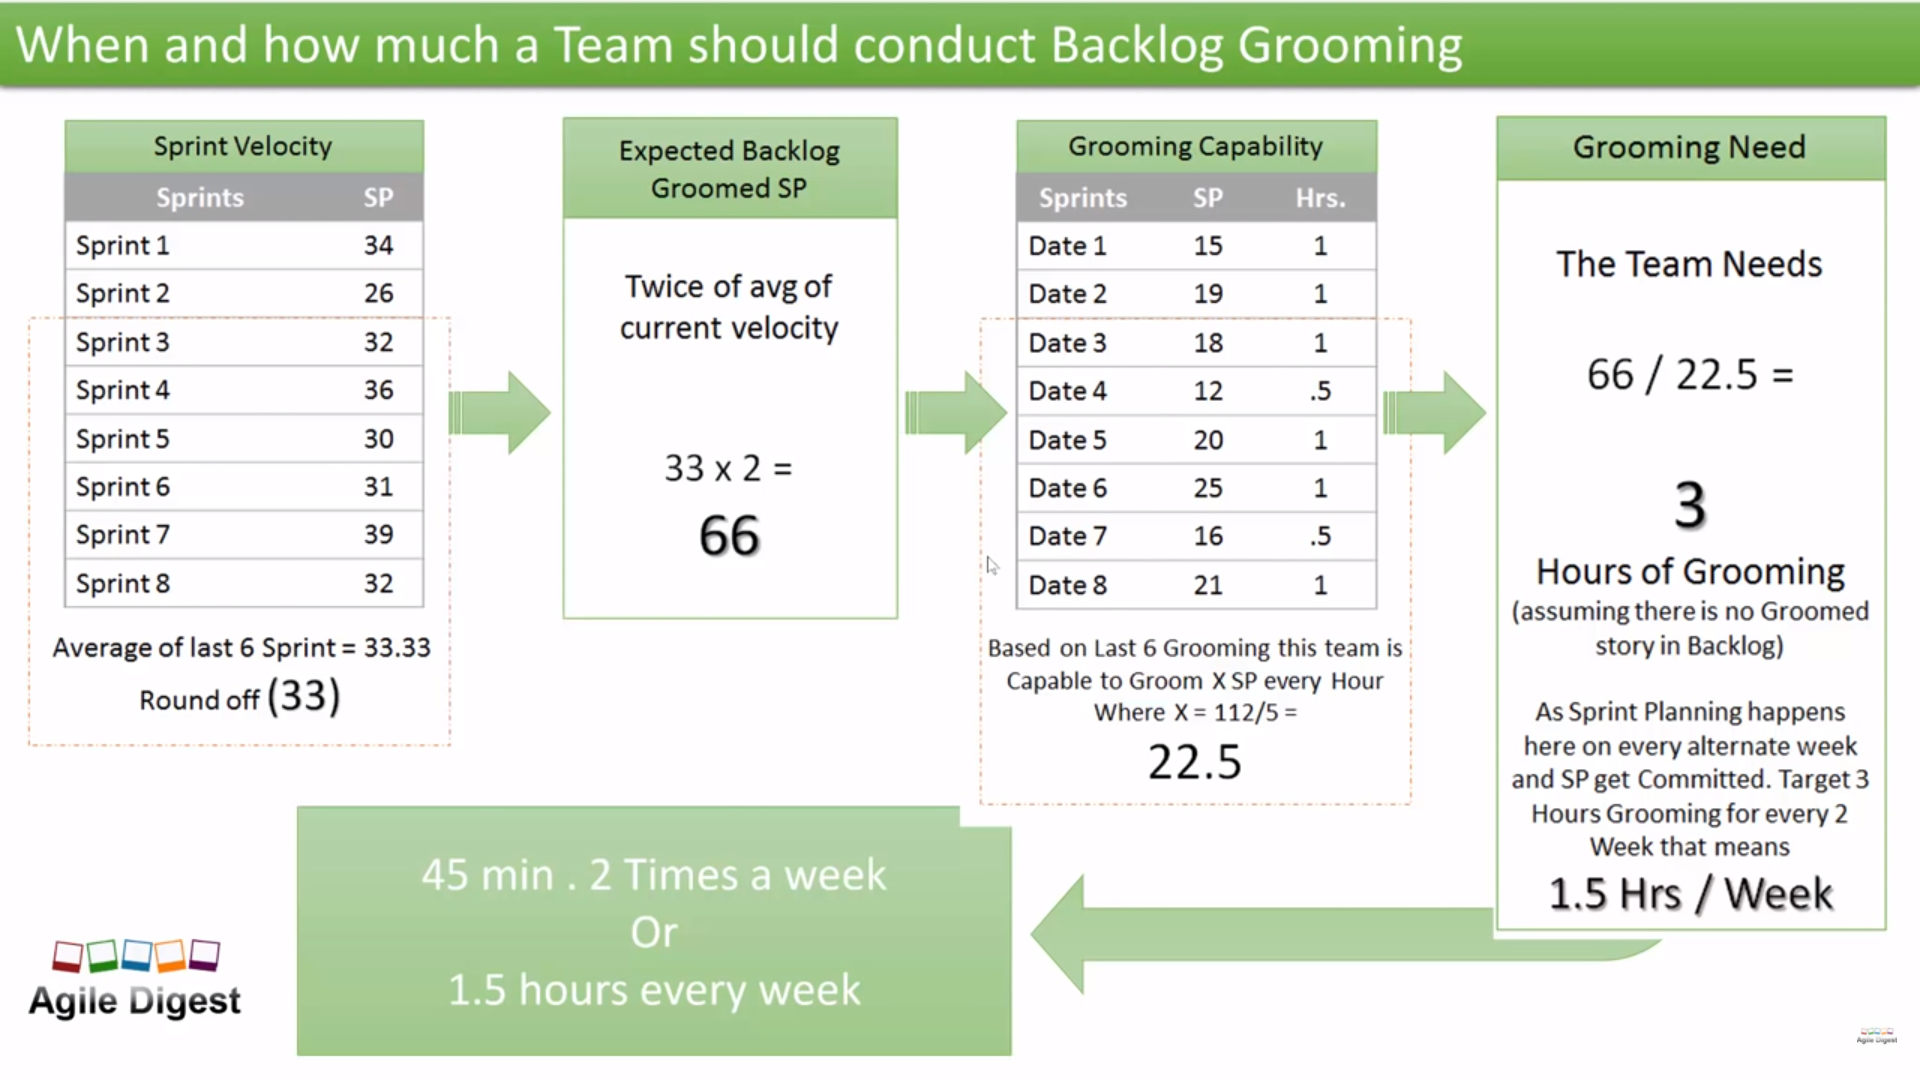 When and how much a Team should conduct Backlog Grooming
Sprint Velocity
Sprints SP
Sprint 1 34
Sprint 2 26
Sprint 3 32
Sprint 4 36
Sprint 5 30
Sprint 6 31
Sprint 7 39
Sprint 8 32
Average of last 6 Sprint = 33.33
Round off (33)
Expected Backlog
Groomed SP
Twice of avg of
current velocity
33 x 2 =
66
Grooming Capability
Sprints SP Hrs.
Date 1 15 1
Date 2 19 1
Date 3 18 1
Date 4 12 .5
Date 5 20 1
Date 6 25 1
Date 7 16 .5
Date 8 21 1
Based on Last 6 Grooming this team is
Capable to Groom X SP every Hour
Where X = 112/5 =
22.5
Grooming Need
The Team Needs
66 / 22.5 =
3
Hours of Grooming
(assuming there is no Groomed
story in Backlog)
As Sprint Planning happens
here on every alternate week
and SP get Committed. Target 3
Hours Grooming for every 2
Week that means
1.5 Hrs / Week
45 min . 2 Times a week
Or
1.5 hours every week
Agile Digest
Agile Digest